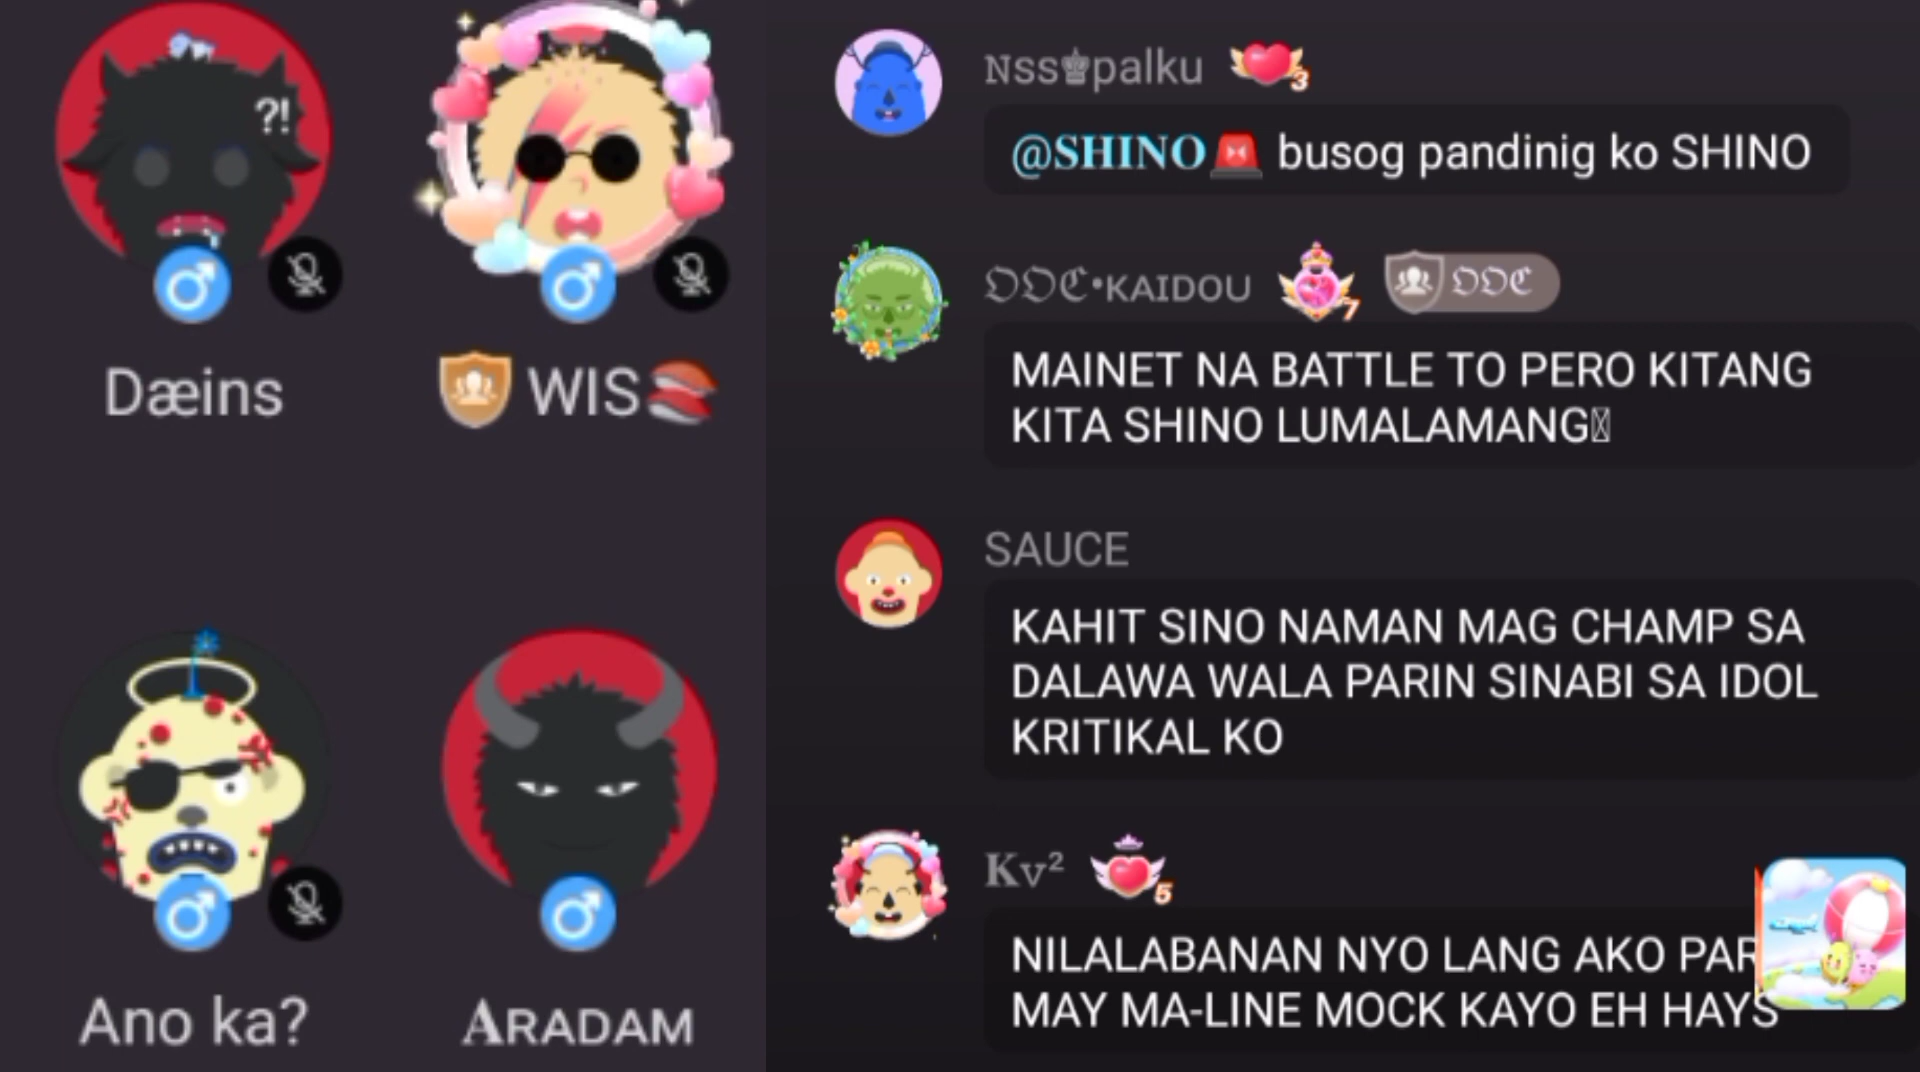 ?!
Dæins
WIS
Ano ka?
ARADAM
Nss♚palku 3
@SHINO🚨 busog pandinig ko SHINO
𝔇𝔇ℭ•KAIDOU 7 𝔇𝔇ℭ
MAINET NA BATTLE TO PERO KITANG
KITA SHINO LUMALAMANG
SAUCE
KAHIT SINO NAMAN MAG CHAMP SA
DALAWA WALA PARIN SINABI SA IDOL
KRITIKAL KO
Kv² 5
NILALABANAN NYO LANG AKO PAR
MAY MA-LINE MOCK KAYO EH HAYS